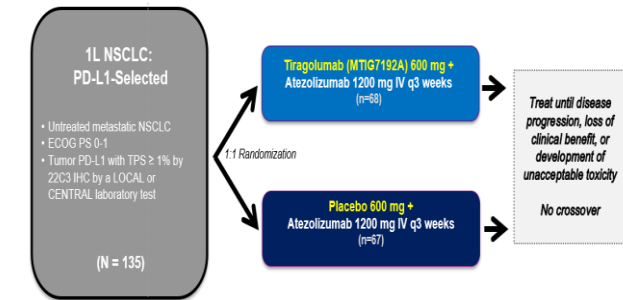 1L NSCLC:
PD-L1-Selected
• Untreated metastatic NSCLC
• ECOG PS 0-1
• Tumor PD-L1 with TPS ≥ 1% by
22C3 IHC by a LOCAL or
CENTRAL laboratory test
(N = 135)
1:1 Randomization
Tiragolumab (MTIG7192A) 600 mg +
Atezolizumab 1200 mg IV q3 weeks
(n=68)
Placebo 600 mg +
Atezolizumab 1200 mg IV q3 weeks
(n=67)
Treat until disease
progression, loss of
clinical benefit, or
development of
unacceptable toxicity
No crossover